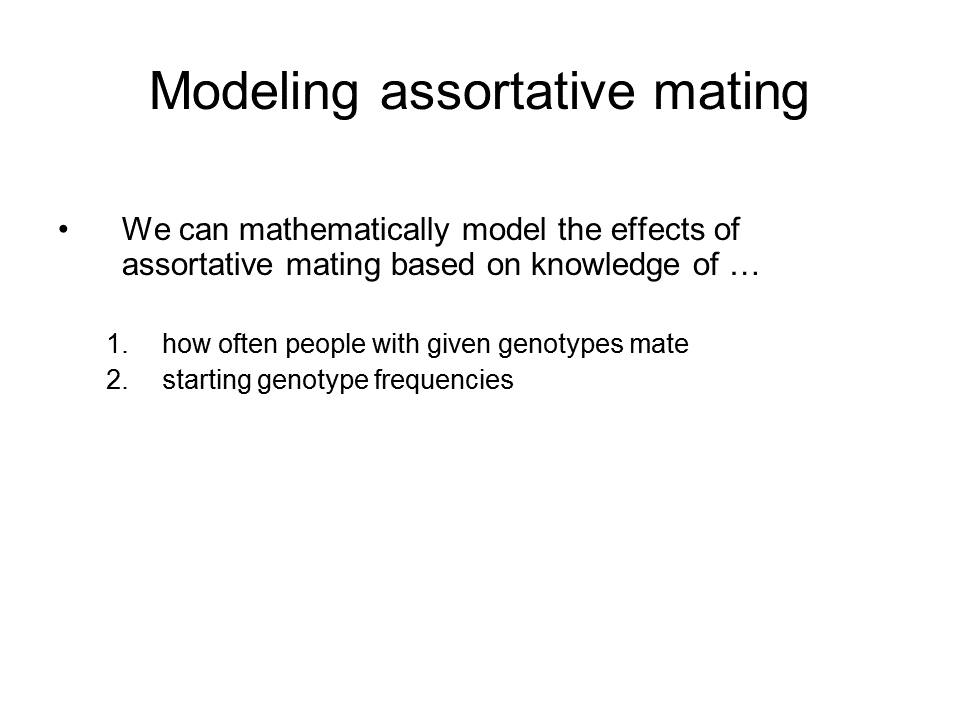 Modeling assortative mating
• We can mathematically model the effects of
assortative mating based on knowledge of …
1. how often people with given genotypes mate
2. starting genotype frequencies